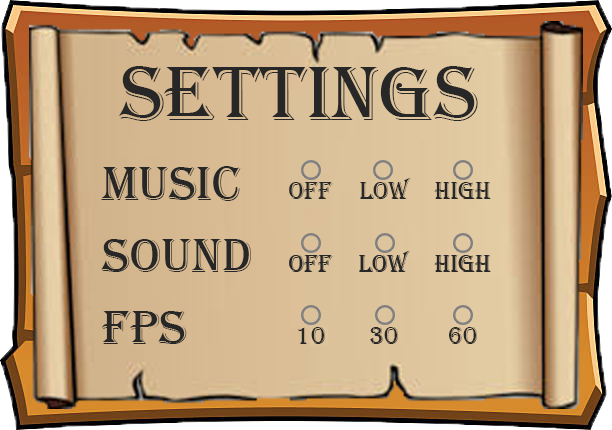 SETTINGS
MUSIC OFF LOW HIGH
SOUND OFF LOW HIGH
FPS 10 30 60